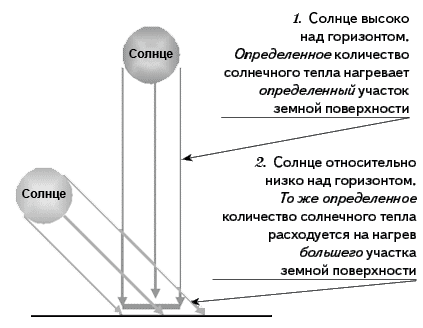 Солнце
1. Солнце высоко
над горизонтом.
Определенное количество
солнечного тепла нагревает
определенный участок
земной поверхности
Солнце
2. Солнце относительно
низко над горизонтом.
То же определенное
количество солнечного тепла
расходуется на нагрев
большего участка
земной поверхности